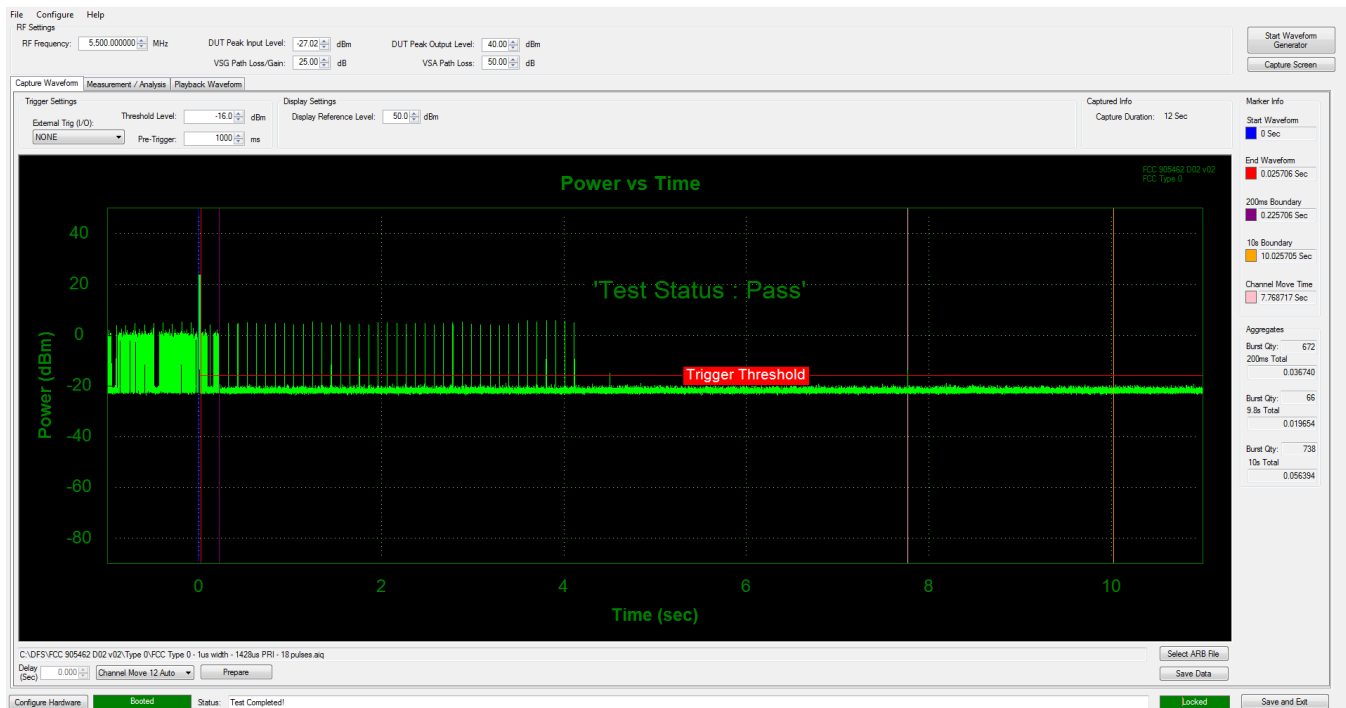 File Configure Help
RF Settings
RF Frequency: 5,500.000000 MHz DUT Peak Input Level: -27.02 dBm DUT Peak Output Level: 40.00 dBm
VSG Path Loss/Gain: 25.00 dB VSA Path Loss: 50.00 dB
Start Waveform
Generator
Capture Screen
Capture Waveform Measurement / Analysis Playback Waveform
Trigger Settings
External Trig (I/O):
NONE
Threshold Level: -16.0 dBm
Pre-Trigger: 1000 ms
Display Settings
Display Reference Level: 50.0 dBm
Captured Info
Capture Duration: 12 Sec
Marker Info
Start Waveform
0 Sec
End Waveform
0.025706 Sec
200ms Boundary
0.225706 Sec
10s Boundary
10.025705 Sec
Channel Move Time
7.768717 Sec
Aggregates
Burst Qty: 672
200ms Total
0.036740
Burst Qty: 66
9.8s Total
0.019654
Burst Qty: 738
10s Total
0.056394
Power vs Time
FCC 905462 D02 v02
FCC Type 0
'Test Status : Pass'
Trigger Threshold
Power (dBm)
40
20
0
-20
-40
-60
-80
0 2 4 6 8 10
Time (sec)
C:\DFS\FCC 905462 D02 v02\Type 0\FCC Type 0 - 1us width - 1428us PRI - 18 pulses.aiq
Select ARB File
Delay
(Sec) 0.000 Channel Move 12 Auto Prepare
Save Data
Configure Hardware Booted Status: Test Completed! Locked Save and Exit